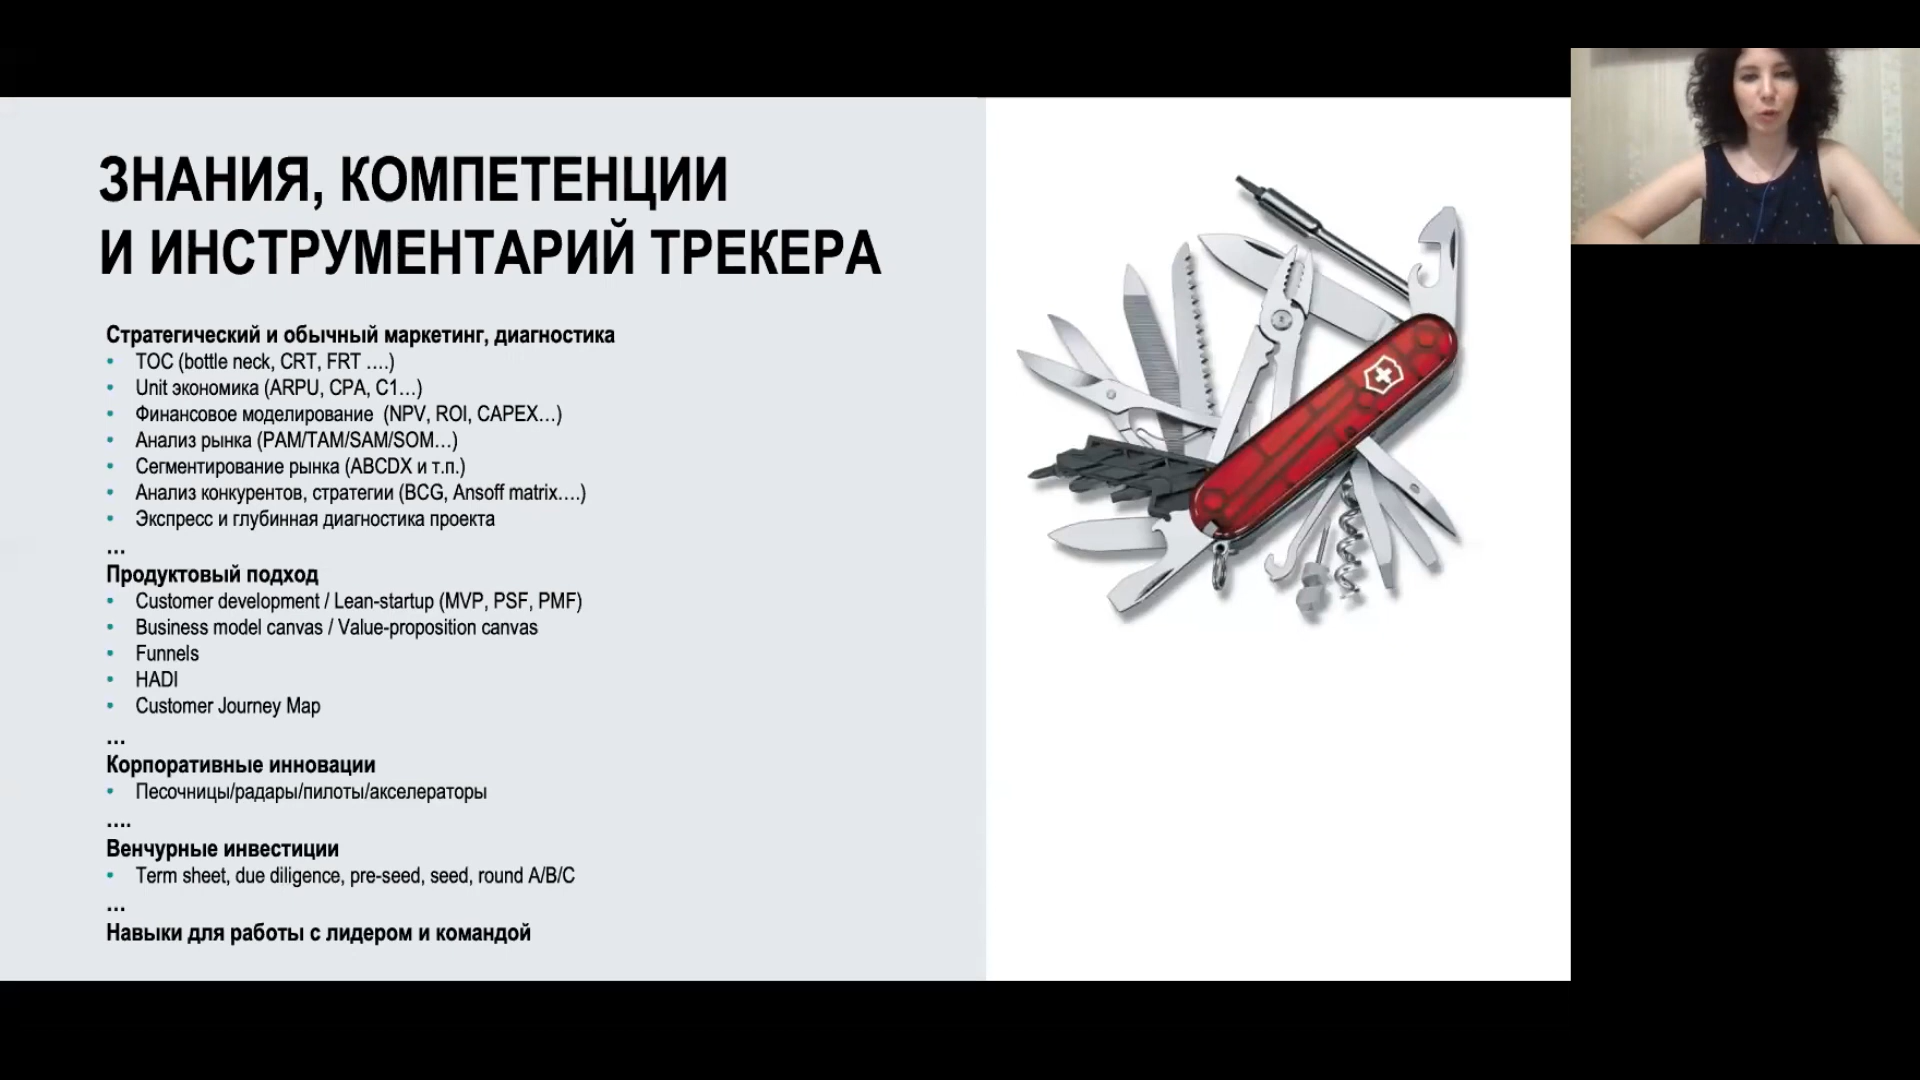 ЗНАНИЯ, КОМПЕТЕНЦИИ
И ИНСТРУМЕНТАРИЙ ТРЕКЕРА
Стратегический и обычный маркетинг, диагностика
• TOC (bottle neck, CRT, FRT ….)
• Unit экономика (ARPU, CPA, C1…)
• Финансовое моделирование (NPV, ROI, CAPEX…)
• Анализ рынка (PAM/TAM/SAM/SOM…)
• Сегментирование рынка (ABCDX и т.п.)
• Анализ конкурентов, стратегии (BCG, Ansoff matrix….)
• Экспресс и глубинная диагностика проекта
…
Продуктовый подход
• Customer development / Lean-startup (MVP, PSF, PMF)
• Business model canvas / Value-proposition canvas
• Funnels
• HADI
• Customer Journey Map
…
Корпоративные инновации
• Песочницы/радары/пилоты/акселераторы
….
Венчурные инвестиции
• Term sheet, due diligence, pre-seed, seed, round A/B/C
…
Навыки для работы с лидером и командой